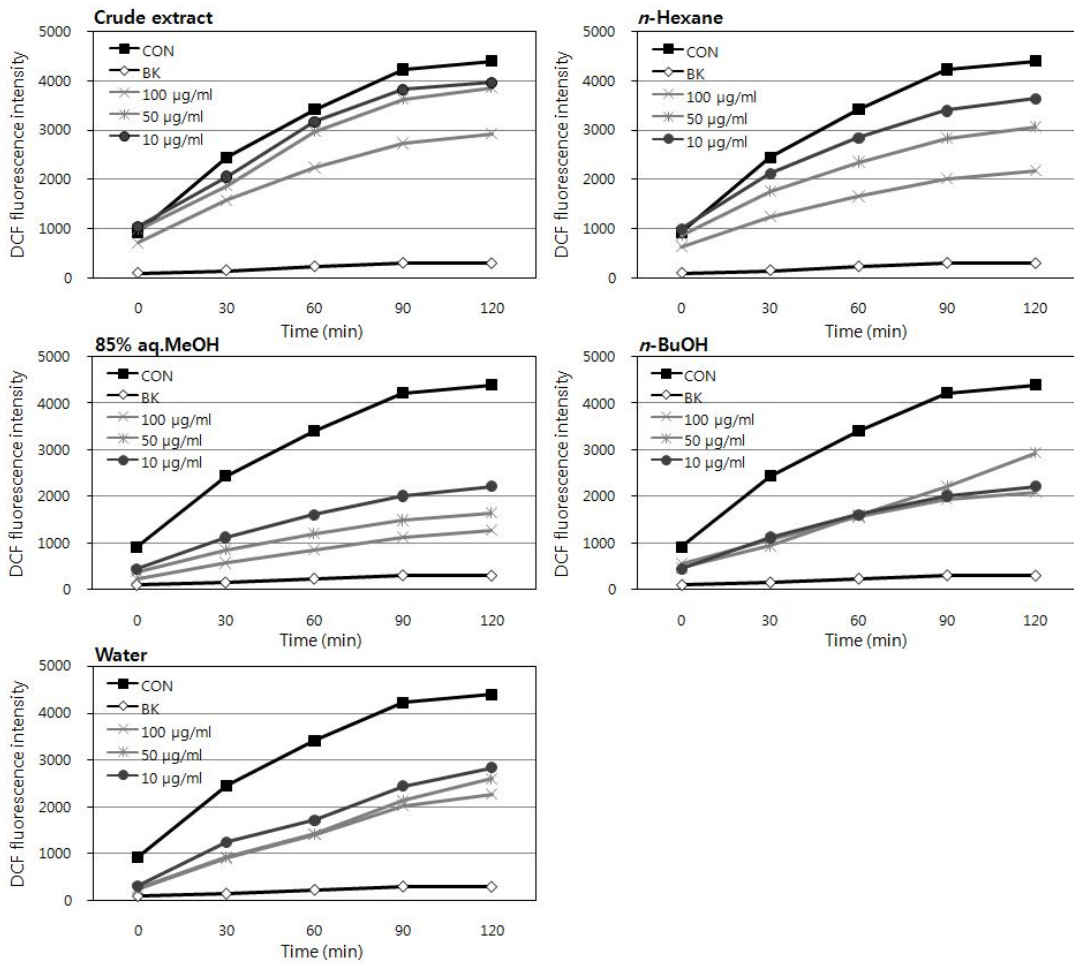 Crude extract
DCF fluorescence intensity
5000
4000
3000
2000
1000
0
CON
BK
100 µg/ml
50 µg/ml
10 µg/ml
0 30 60 90 120
Time (min)
n-Hexane
DCF fluorescence intensity
5000
4000
3000
2000
1000
0
CON
BK
100 µg/ml
50 µg/ml
10 µg/ml
0 30 60 90 120
Time (min)
85% aq.MeOH
DCF fluorescence intensity
5000
4000
3000
2000
1000
0
CON
BK
100 µg/ml
50 µg/ml
10 µg/ml
0 30 60 90 120
Time (min)
n-BuOH
DCF fluorescence intensity
5000
4000
3000
2000
1000
0
CON
BK
100 µg/ml
50 µg/ml
10 µg/ml
0 30 60 90 120
Time (min)
Water
DCF fluorescence intensity
5000
4000
3000
2000
1000
0
CON
BK
100 µg/ml
50 µg/ml
10 µg/ml
0 30 60 90 120
Time (min)